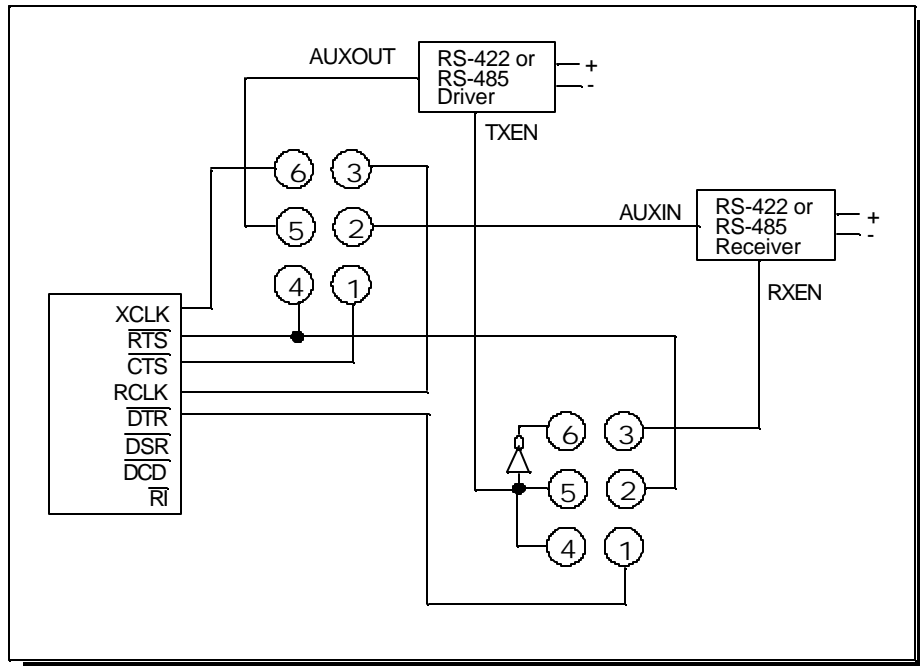 AUXOUT
RS-422 or
RS-485
Driver
+
-
TXEN
6
3
5
2
4
1
AUXIN
RS-422 or
RS-485
Receiver
+
-
RXEN
XCLK
RTS
CTS
RCLK
DTR
DSR
DCD
RI
6
3
5
2
4
1